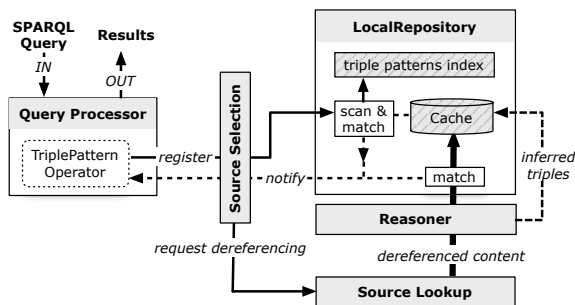 SPARQL
Query
Results
LocalRepository
IN
OUT
triple patterns index
Query Processor
Source Selection
scan &
match
Cache
TriplePattern
Operator
register
notify
match
inferred
triples
Reasoner
request dereferencing
dereferenced content
Source Lookup